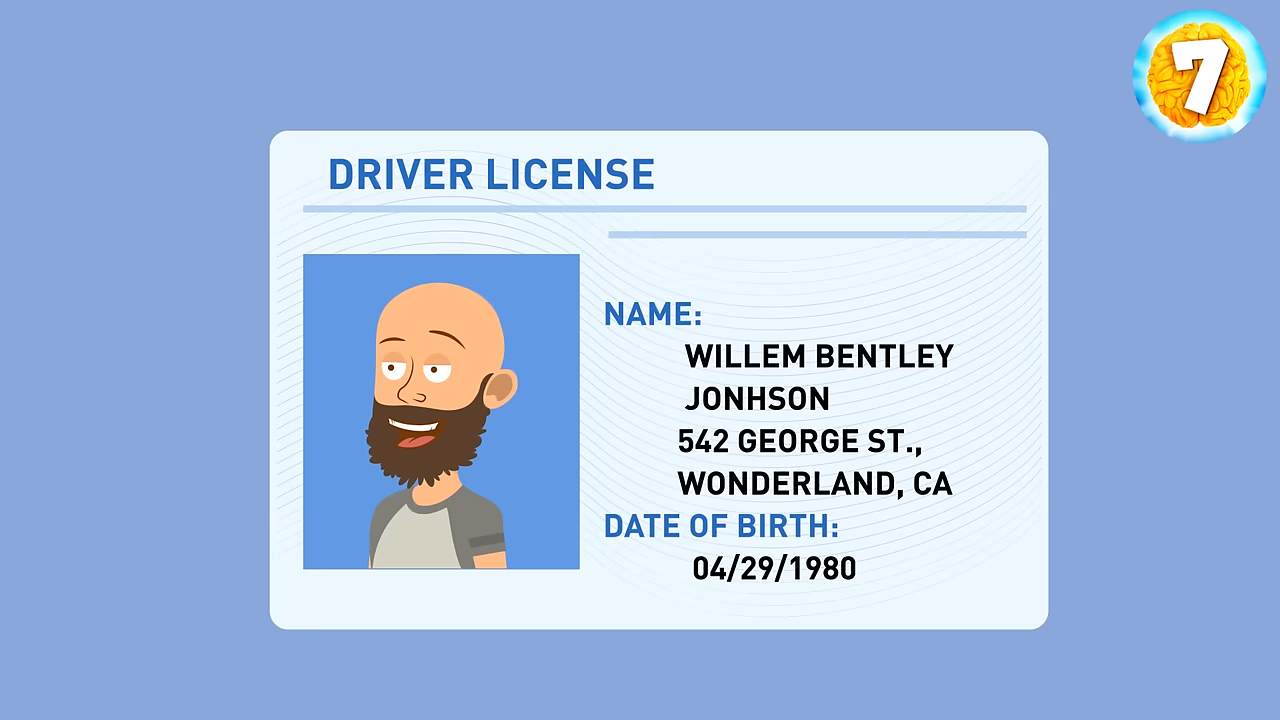 7
DRIVER LICENSE
NAME:
WILLEM BENTLEY
JONHSON
542 GEORGE ST.,
WONDERLAND, CA
DATE OF BIRTH:
04/29/1980